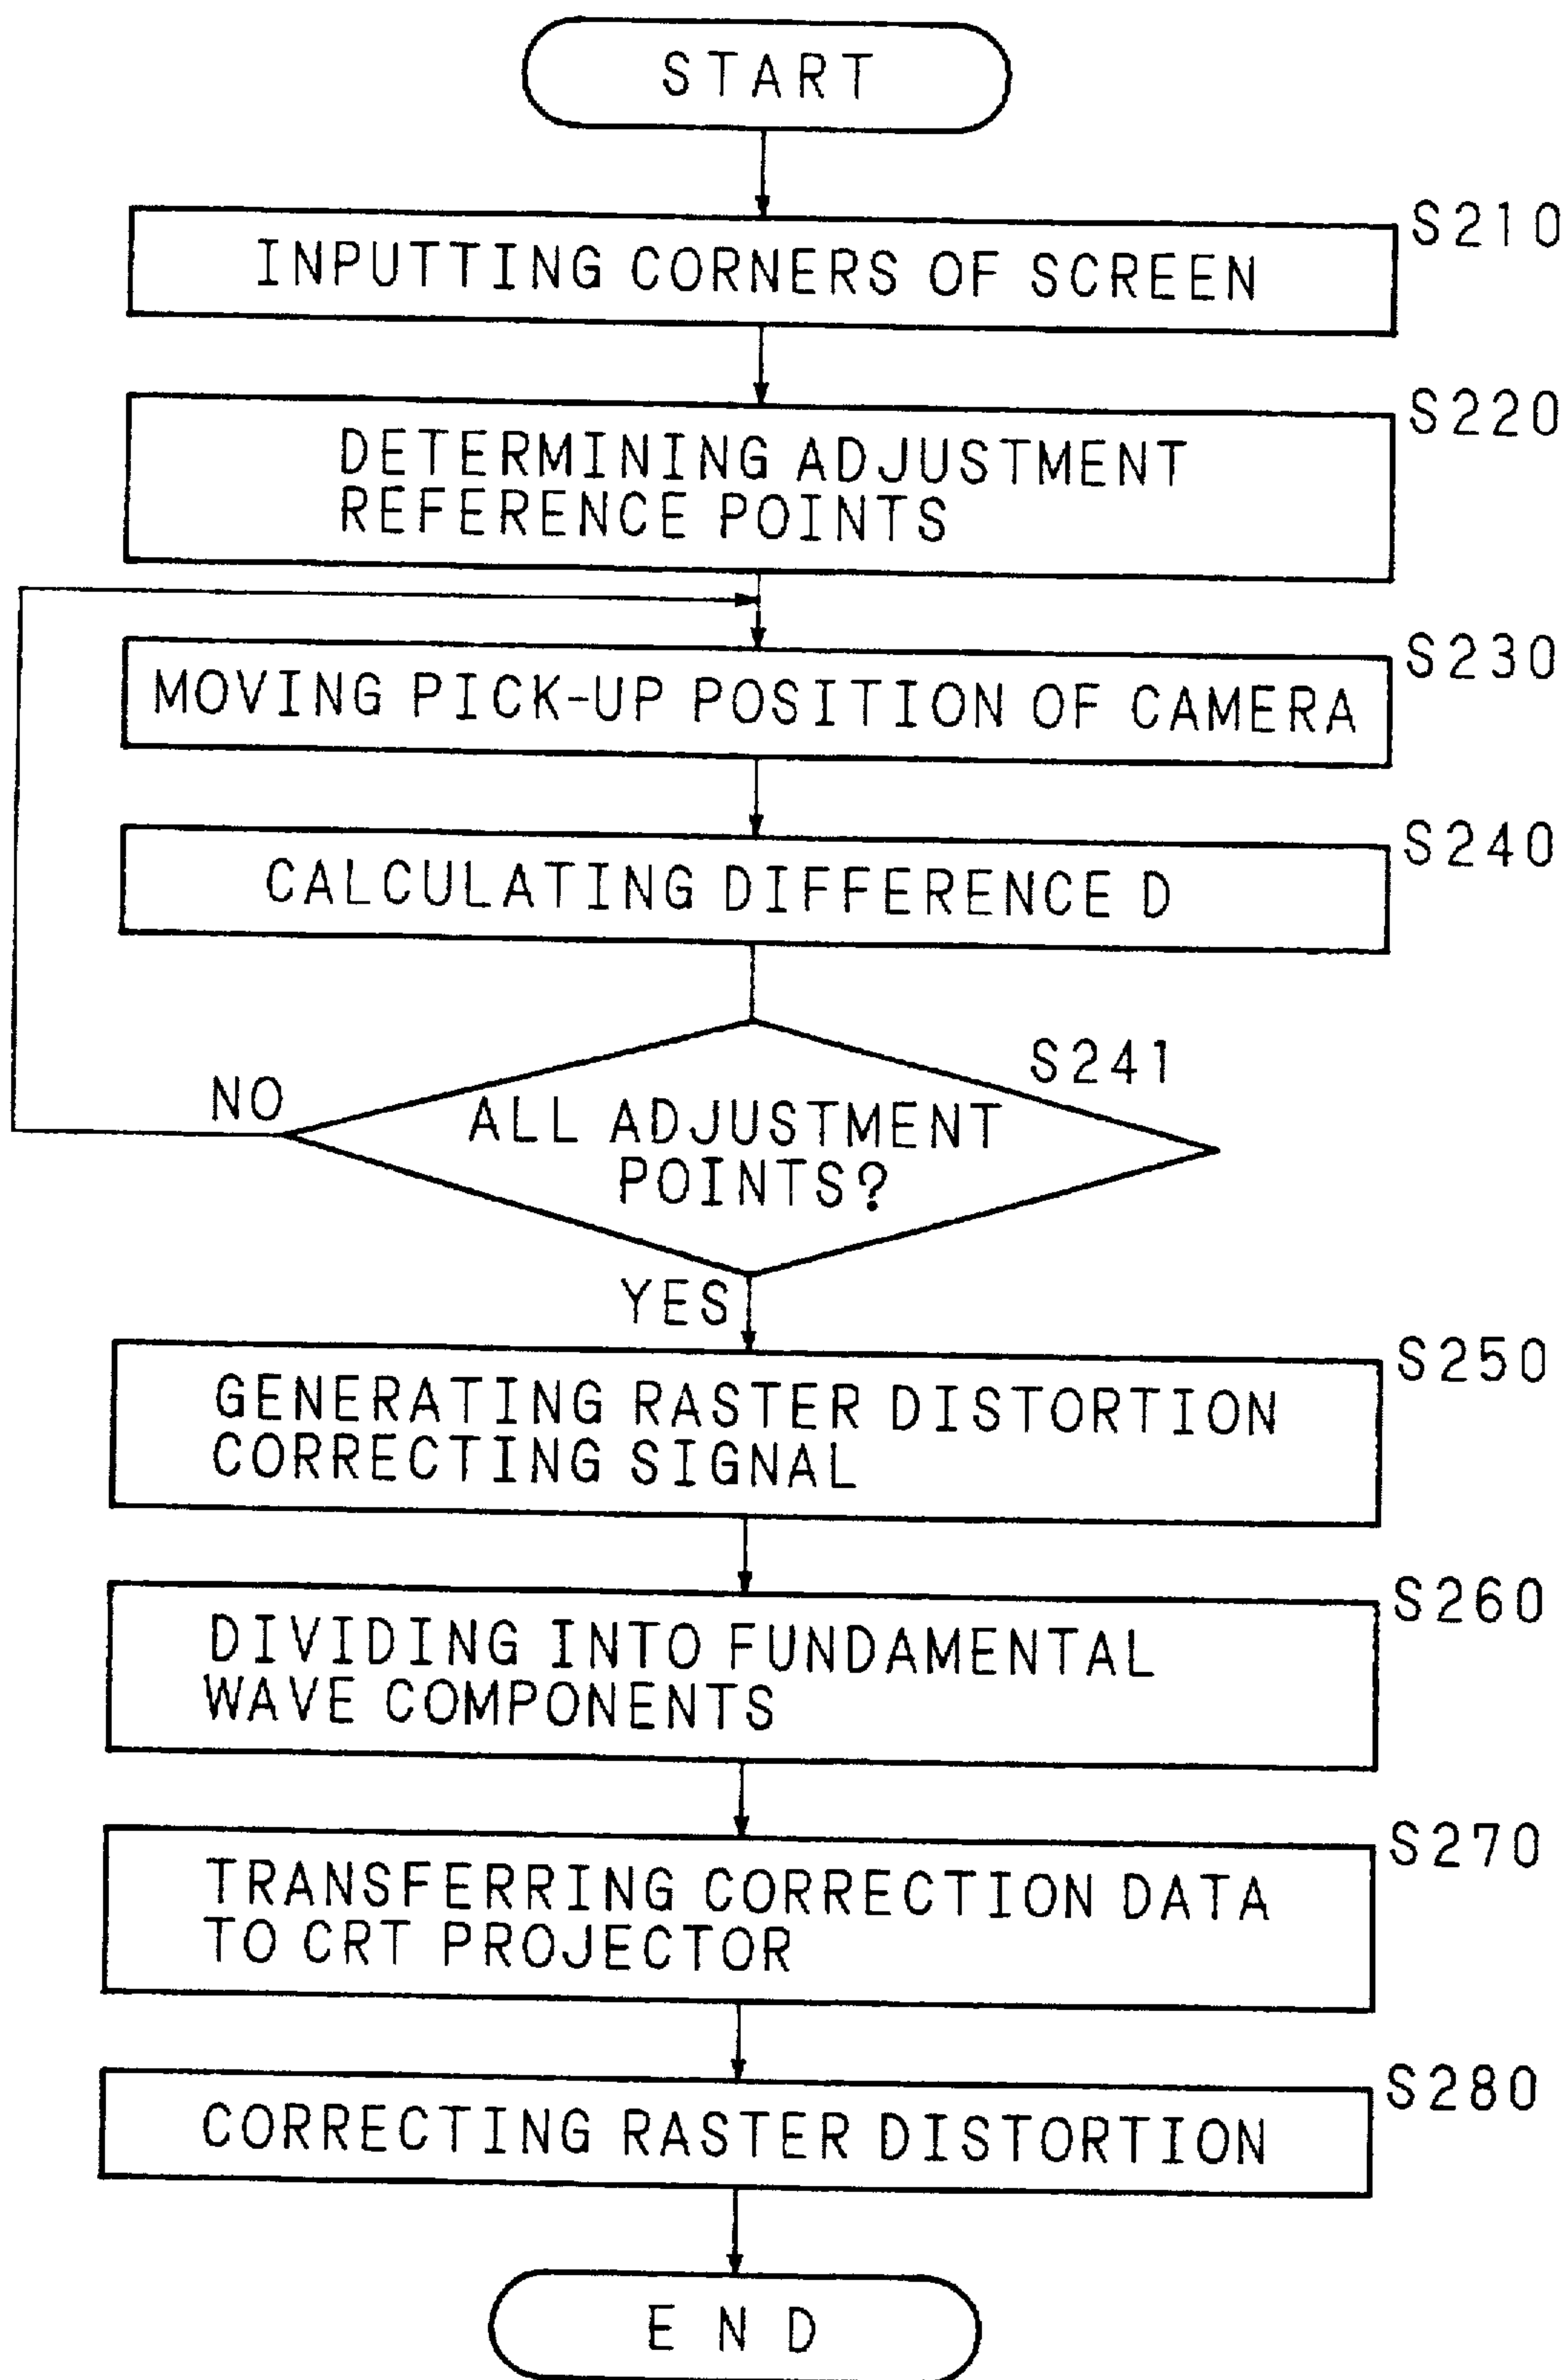 START
S210
INPUTTING CORNERS OF SCREEN
S220
DETERMINING ADJUSTMENT
REFERENCE POINTS
S230
MOVING PICK-UP POSITION OF CAMERA
S240
CALCULATING DIFFERENCE D
S241
NO
ALL ADJUSTMENT
POINTS?
YES
S250
GENERATING RASTER DISTORTION
CORRECTING SIGNAL
S260
DIVIDING INTO FUNDAMENTAL
WAVE COMPONENTS
S270
TRANSFERRING CORRECTION DATA
TO CRT PROJECTOR
S280
CORRECTING RASTER DISTORTION
END